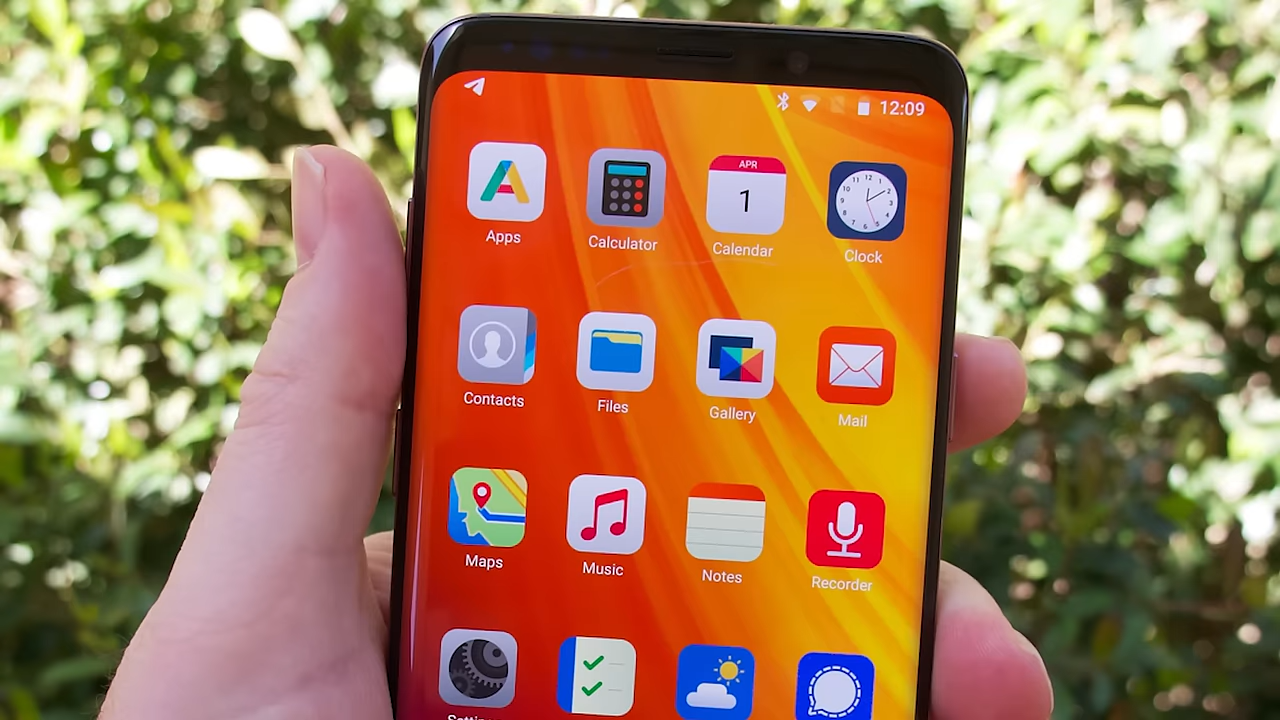 12:09
APR
1
Apps
Calculator
Calendar
Clock
Contacts
Files
Gallery
Mail
Maps
Music
Notes
Recorder